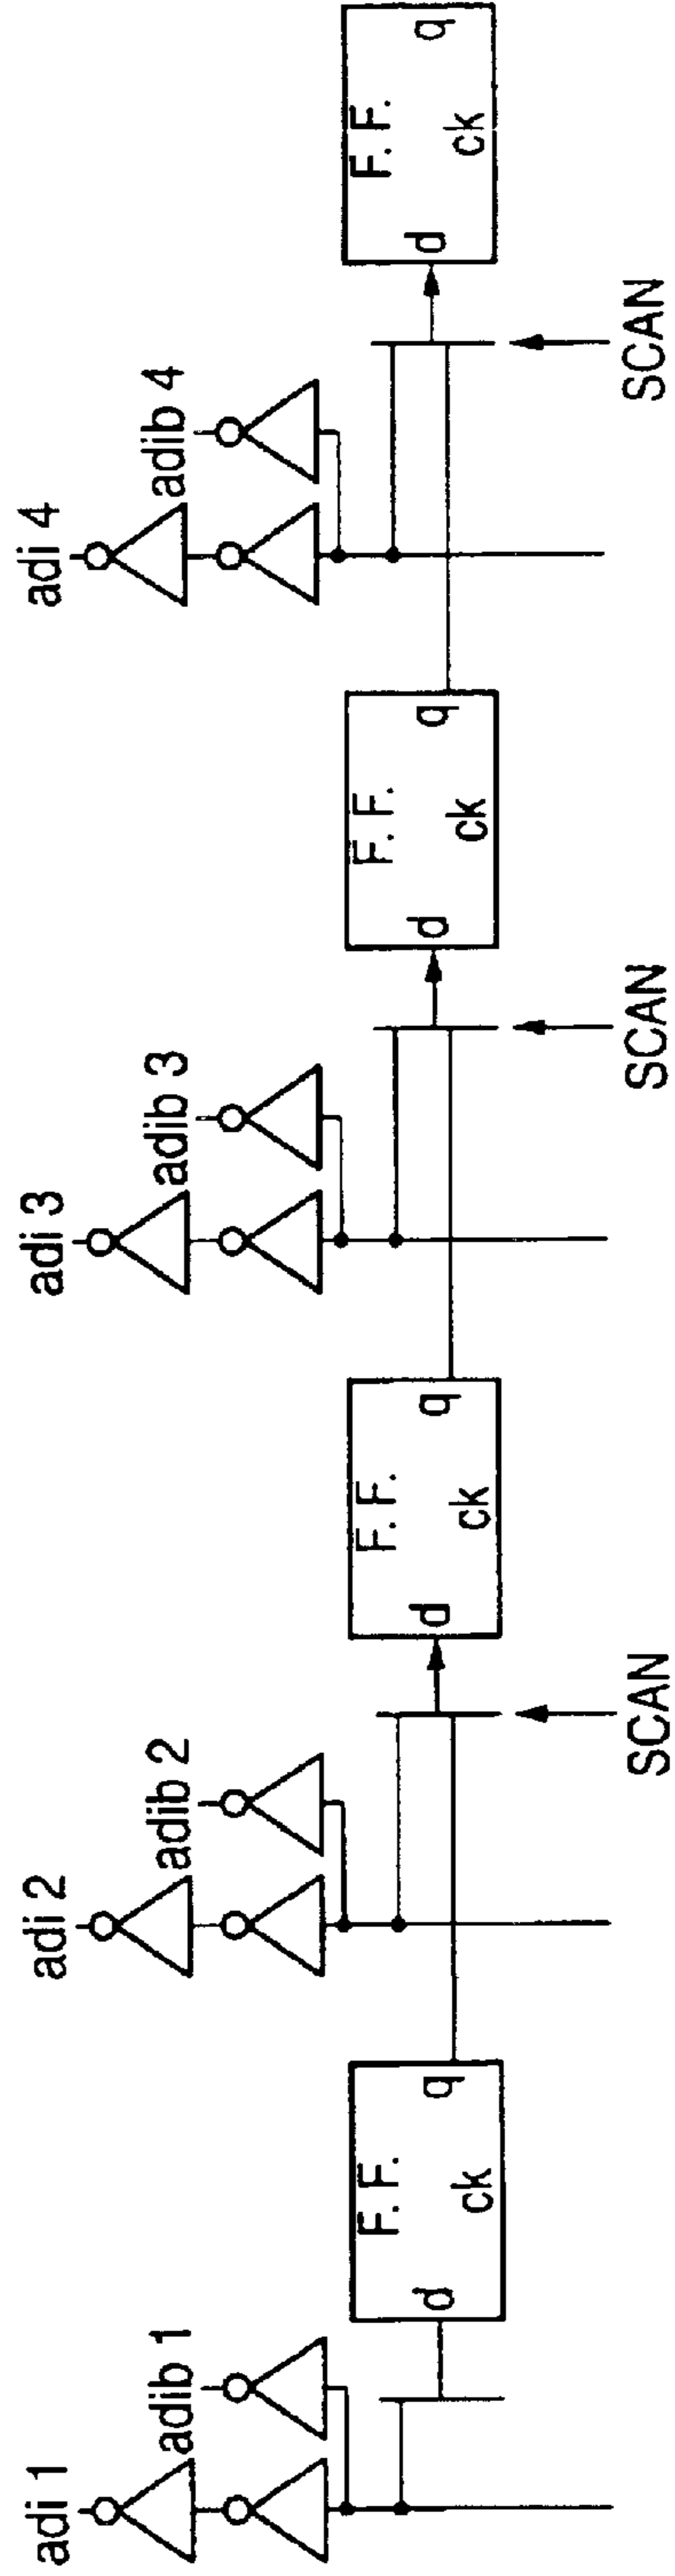 adi 1
adib 1
F. F.
d
q
ck
adi 2
adib 2
SCAN
F. F.
d
q
ck
adi 3
adib 3
SCAN
F. F.
d
q
ck
adi 4
adib 4
SCAN
F. F.
d
q
ck